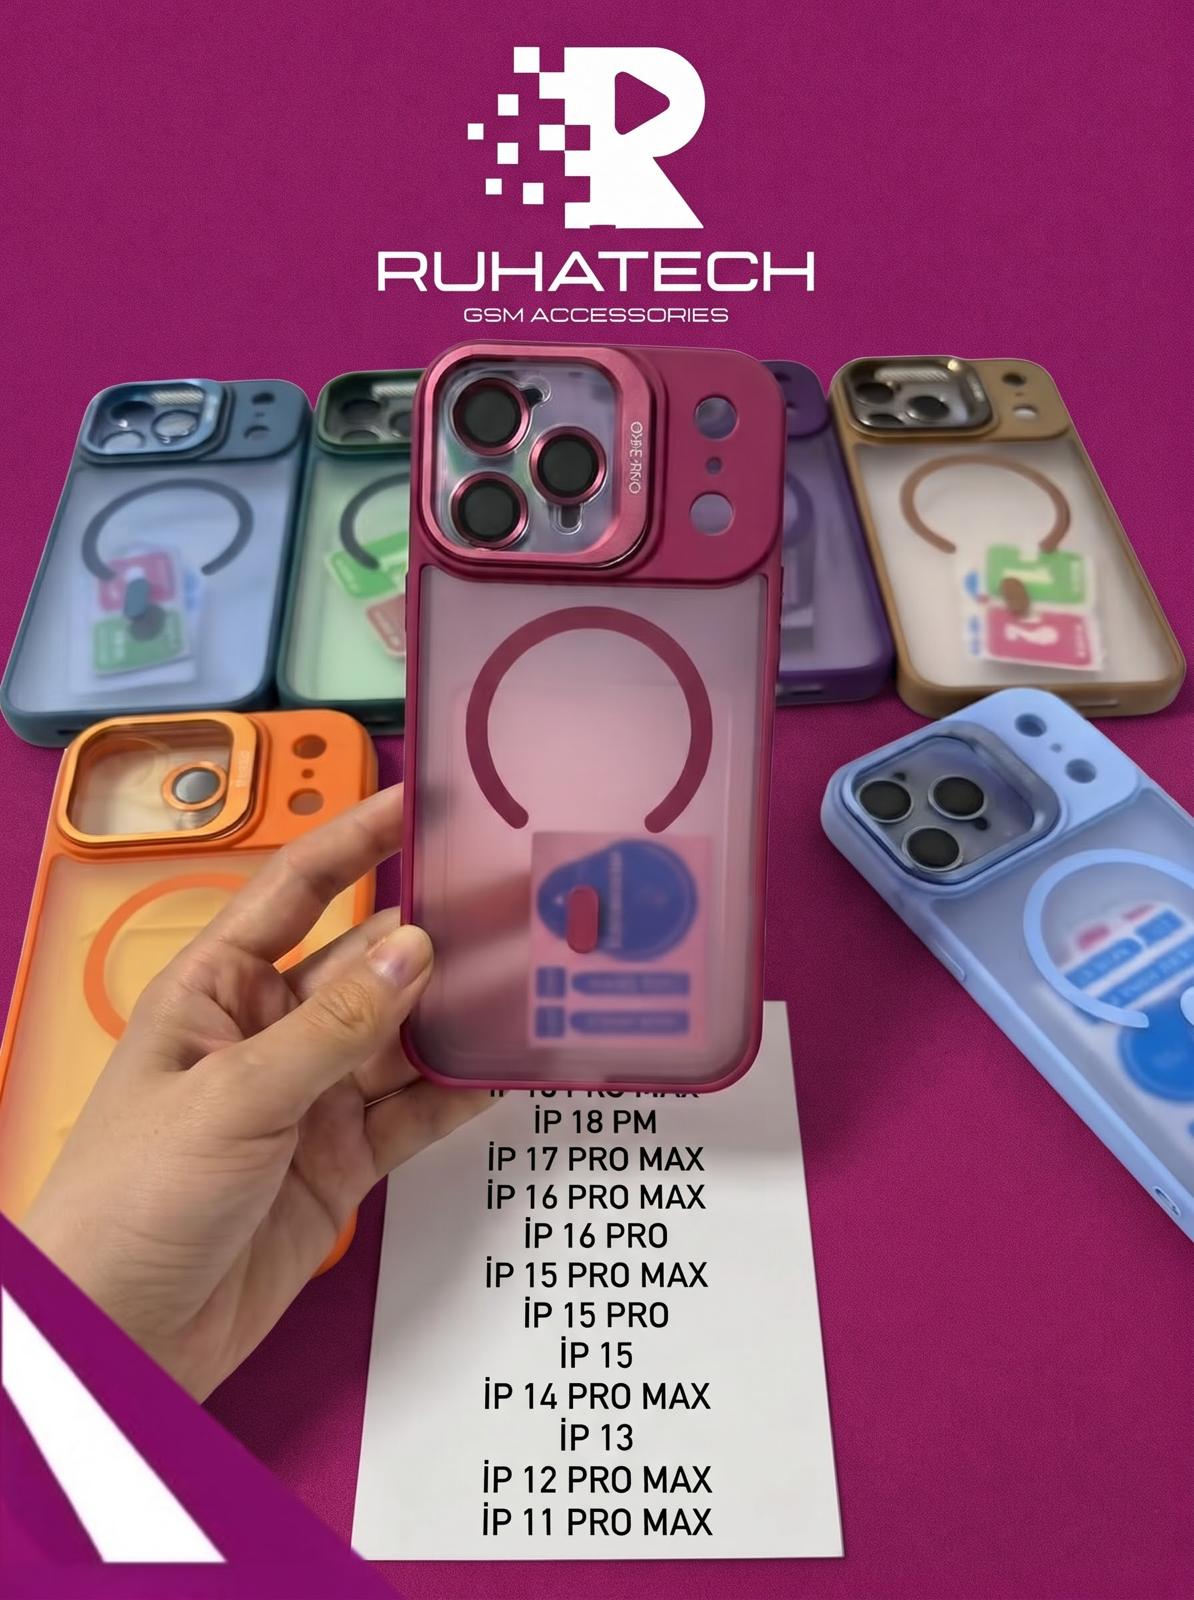 RUHATECH
GSM ACCESSORIES
İP 18 PM
İP 17 PRO MAX
İP 16 PRO MAX
İP 16 PRO
İP 15 PRO MAX
İP 15 PRO
İP 15
İP 14 PRO MAX
İP 13
İP 12 PRO MAX
İP 11 PRO MAX